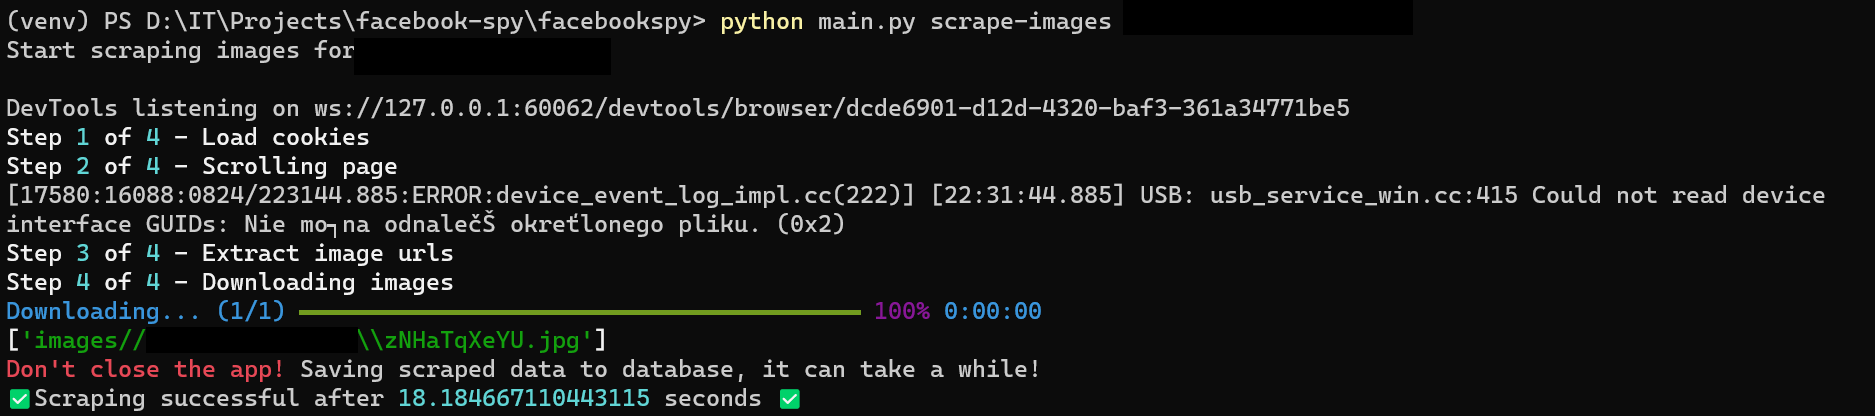 (venv) PS D:\IT\Projects\facebook-spy\facebookspy> python main.py scrape-images
Start scraping images for
DevTools listening on ws://127.0.0.1:60062/devtools/browser/dcde6901-d12d-4320-baf3-361a34771be5
Step 1 of 4 - Load cookies
Step 2 of 4 - Scrolling page
[17580:16088:0824/223144.885:ERROR:device_event_log_impl.cc(222)] [22:31:44.885] USB: usb_service_win.cc:415 Could not read device
interface GUIDs: Nie mo┐na odnalečŠ okreťlonego pliku. (0x2)
Step 3 of 4 - Extract image urls
Step 4 of 4 - Downloading images
Downloading... (1/1) 100% 0:00:00
['images// \\zNHaTqXeYU.jpg']
Don't close the app! Saving scraped data to database, it can take a while!
✅Scraping successful after 18.184667110443115 seconds ✅